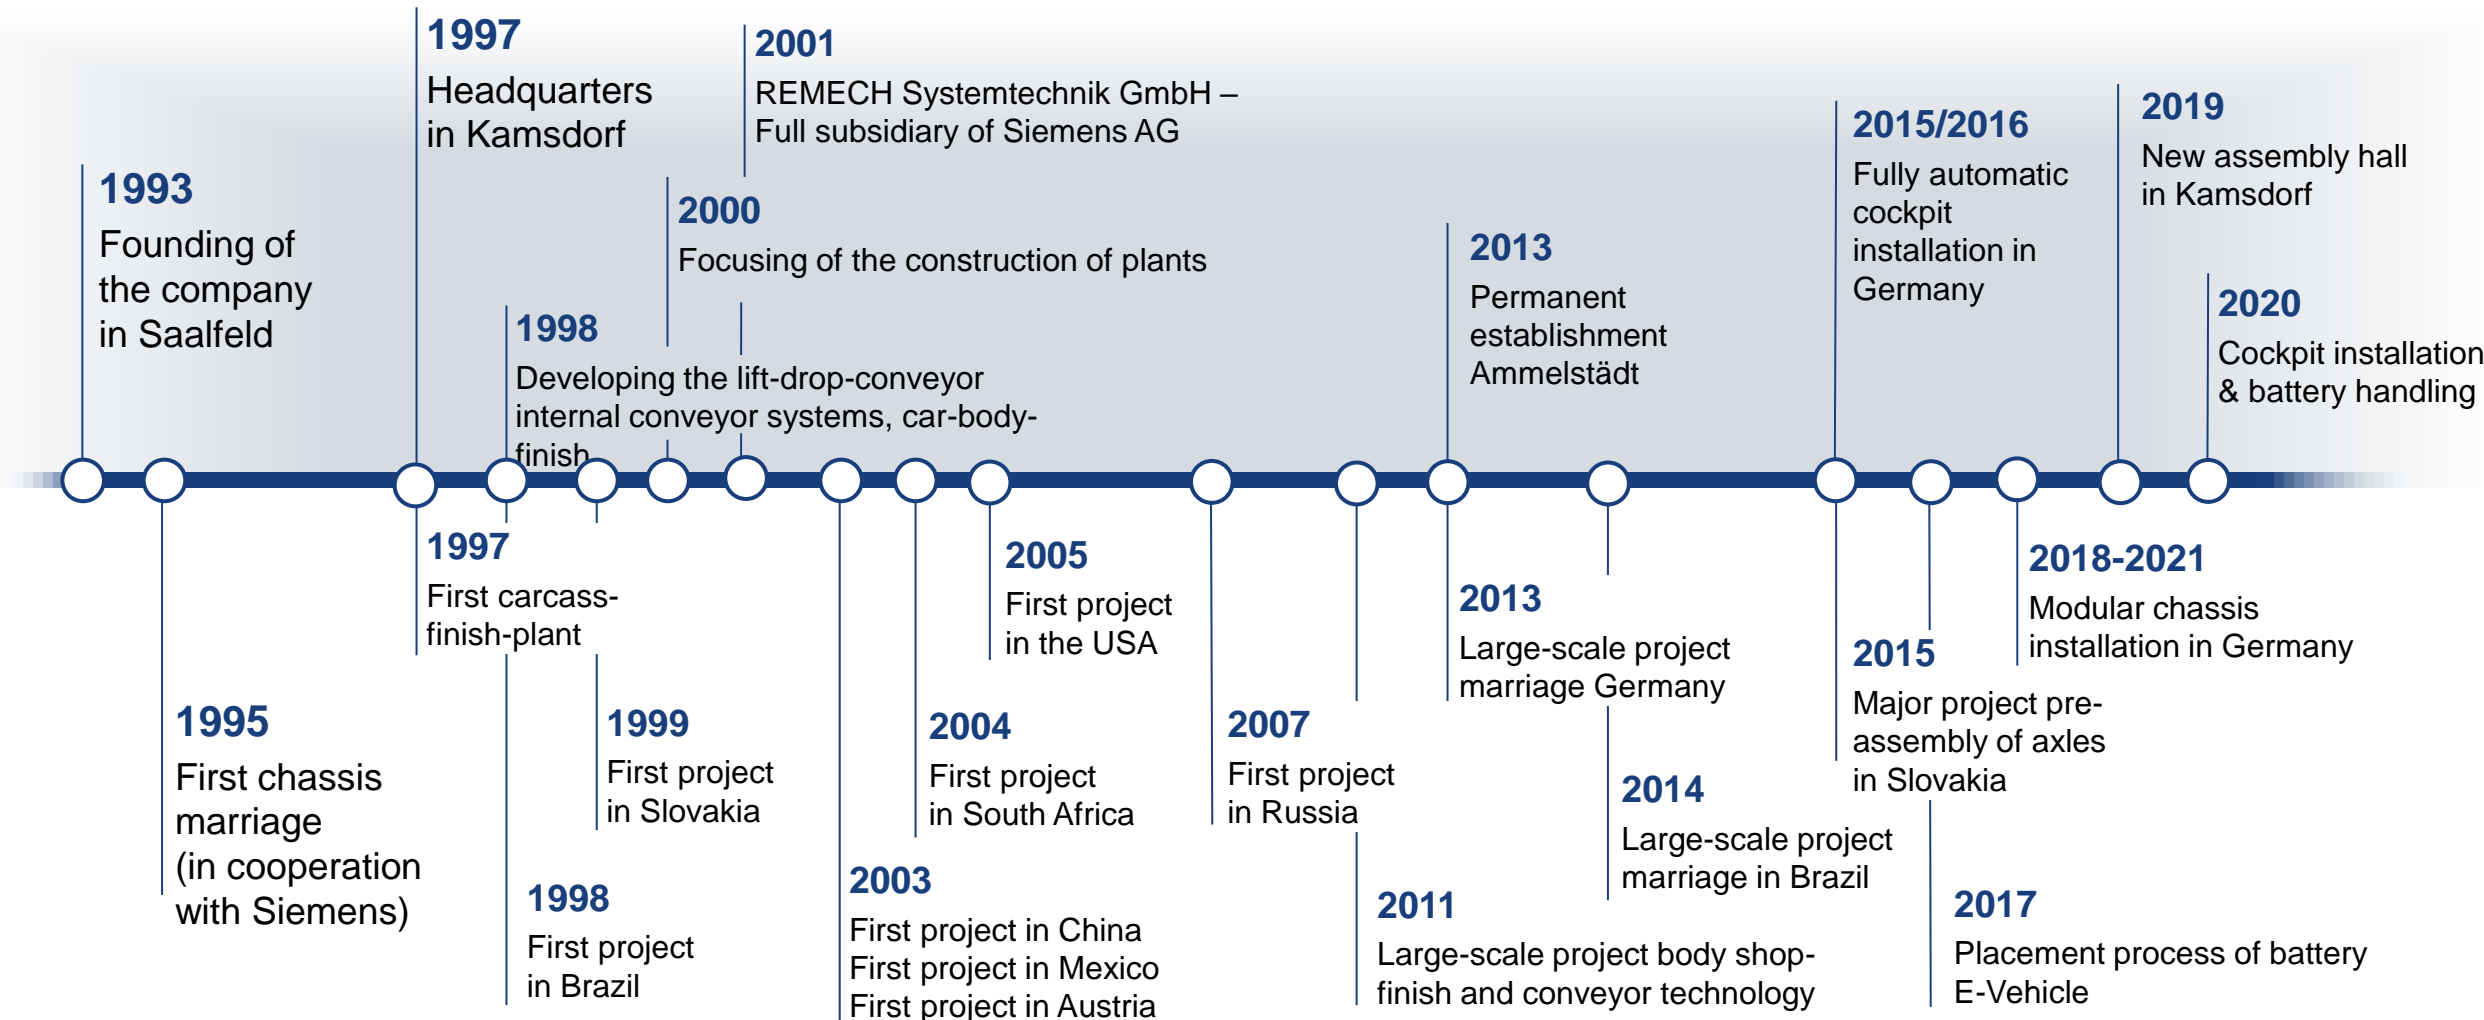 1993
Founding of
the company
in Saalfeld
1995
First chassis
marriage
(in cooperation
with Siemens)
1997
Headquarters
in Kamsdorf
1997
First carcass-
finish-plant
1998
Developing the lift-drop-conveyor
internal conveyor systems, car-body-
finish
1998
First project
in Brazil
1999
First project
in Slovakia
2000
Focusing of the construction of plants
2001
REMECH Systemtechnik GmbH –
Full subsidiary of Siemens AG
2003
First project in China
First project in Mexico
First project in Austria
2004
First project
in South Africa
2005
First project
in the USA
2007
First project
in Russia
2011
Large-scale project body shop-
finish and conveyor technology
2013
Permanent
establishment
Ammelstädt
2013
Large-scale project
marriage Germany
2014
Large-scale project
marriage in Brazil
2015/2016
Fully automatic
cockpit
installation in
Germany
2015
Major project pre-
assembly of axles
in Slovakia
2017
Placement process of battery
E-Vehicle
2018-2021
Modular chassis
installation in Germany
2019
New assembly hall
in Kamsdorf
2020
Cockpit installation
& battery handling